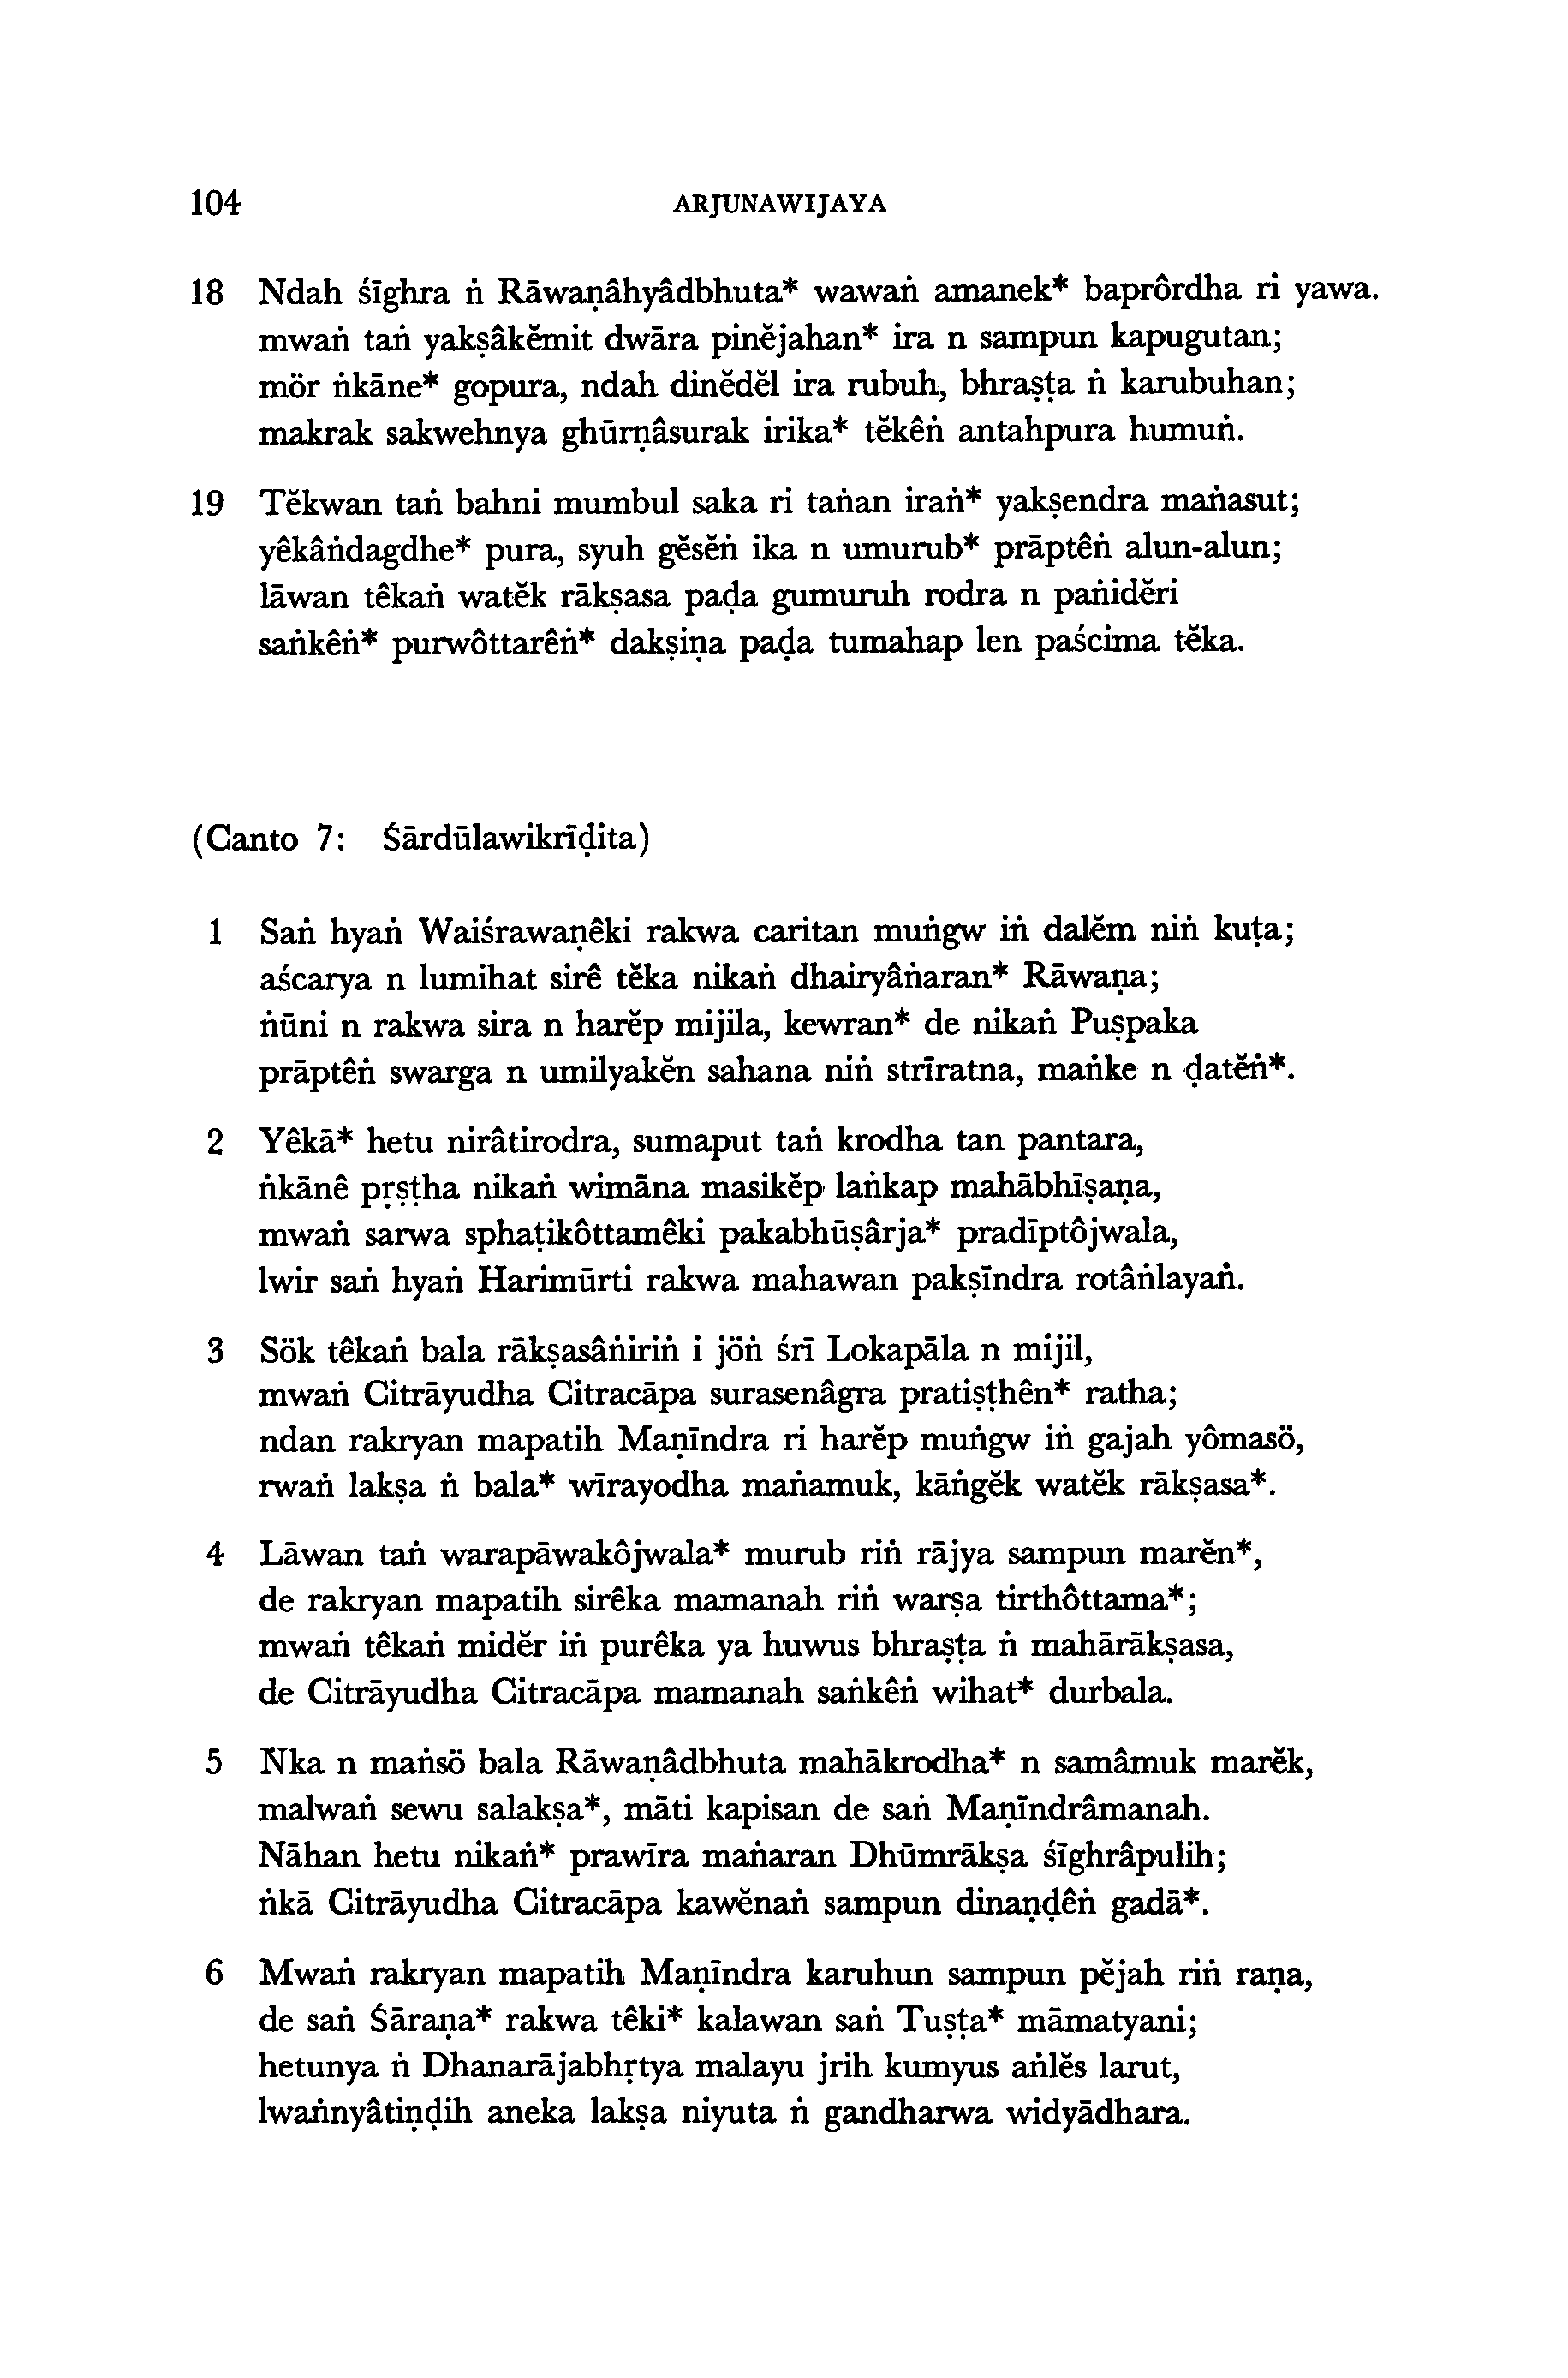 104 ARJUNAWIJAYA
18 Ndah śīghra ṅ Rāwaṇâhyâdbhuta* wawaṅ amanek* baprôrdha ri yawa.
mwaṅ taṅ yakṣâkĕmit dwāra pinĕjahan* ira n sampun kapugutan;
mör ṅkāne* gopura, ndah dinĕdĕl ira rubuh, bhraṣṭa ṅ karubuhan;
makrak sakwehnya ghūrṇâsurak irika* tĕkêṅ antahpura humuṅ.
19 Tĕkwan taṅ bahni mumbul saka ri taṅan iraṅ* yakṣendra maṅasut;
yêkâṅdagdhe* pura, syuh gĕsĕṅ ika n umurub* prāptêṅ alun-alun;
lāwan têkaṅ watĕk rākṣasa paḍa gumuruh rodra n paṅidĕri
saṅkêṅ* purwôttarêṅ* dakṣiṇa paḍa tumahap len paścima tĕka.
(Canto 7: Śārdūlawikrīḍita)
1 Saṅ hyaṅ Waiśrawaṇêki rakwa caritan muṅgw iṅ dalĕm niṅ kuṭa;
aścarya n lumihat sirê tĕka nikaṅ dhairyâṅaran* Rāwaṇa;
ṅūni n rakwa sira n harĕp mijila, kewran* de nikaṅ Puṣpaka
prāptêṅ swarga n umilyakĕn sahana niṅ strīratna, maṅke n ḍatĕṅ*.
2 Yêkā* hetu nirâtirodra, sumaput taṅ krodha tan pantara,
ṅkānê pṛṣṭha nikaṅ wimāna masikĕp laṅkap mahābhīṣaṇa,
mwaṅ sarwa sphaṭikôttamêki pakabhūṣârja* pradīptôjwala,
lwir saṅ hyaṅ Harimūrti rakwa mahawan pakṣīndra rotâṅlayaṅ.
3 Sök têkaṅ bala rākṣasâṅiriṅ i jöṅ śrī Lokapāla n mijil,
mwaṅ Citrāyudha Citracāpa surasenâgra pratiṣṭhên* ratha;
ndan rakryan mapatih Maṇīndra ri harĕp muṅgw iṅ gajah yômasö,
rwaṅ lakṣa ṅ bala* wīrayodha maṅamuk, kāṅgĕk watĕk rākṣasa*.
4 Lāwan taṅ warapāwakôjwala* murub riṅ rājya sampun marĕn*,
de rakryan mapatih sirêka mamanah riṅ warṣa tirthôttama*;
mwaṅ têkaṅ midĕr iṅ purêka ya huwus bhraṣṭa ṅ mahārākṣasa,
de Citrāyudha Citracāpa mamanah saṅkêṅ wihat* durbala.
5 Ṅka n maṅsö bala Rāwaṇâdbhuta mahākrodha* n samâmuk marĕk,
malwaṅ sewu salakṣa*, māti kapisan de saṅ Maṇīndrâmanah.
Nāhan hetu nikaṅ* prawīra maṅaran Dhūmrākṣa śīghrâpulih;
ṅkā Citrāyudha Citracāpa kawĕnaṅ sampun dinaṇḍêṅ gadā*.
6 Mwaṅ rakryan mapatih Maṇīndra karuhun sampun pĕjah riṅ raṇa,
de saṅ Śāraṇa* rakwa têki* kalawan saṅ Tuṣṭa* māmatyani;
hetunya ṅ Dhanarājabhṛtya malayu jrih kumyus aṅlĕs larut,
lwaṅnyâtiṇḍih aneka lakṣa niyuta ṅ gandharwa widyādhara.